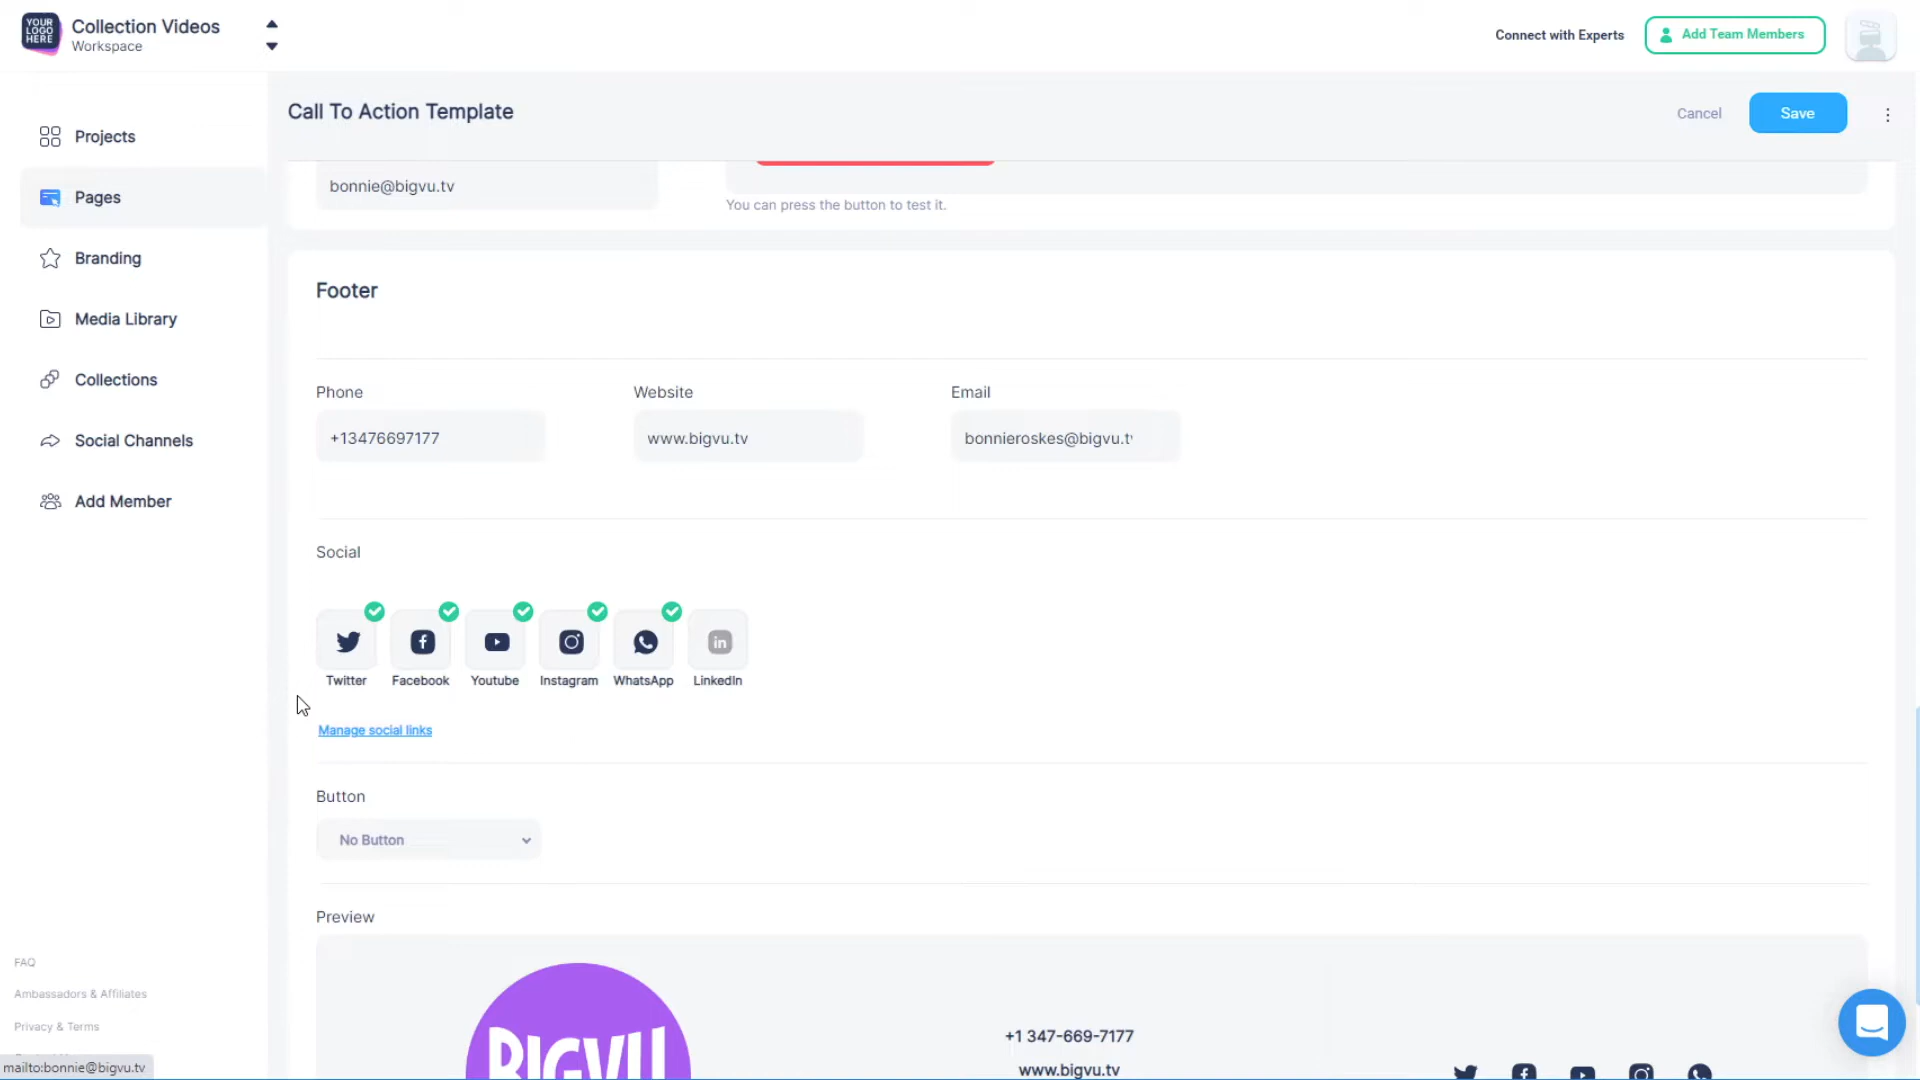 YOUR
LOGO
HERE
Collection Videos
Workspace
Connect with Experts
Add Team Members
Projects
Pages
Branding
Media Library
Collections
Social Channels
Add Member
FAQ
Ambassadors & Affiliates
Privacy & Terms
mailto:bonnie@bigvu.tv
Call To Action Template
Cancel
Save
bonnie@bigvu.tv
You can press the button to test it.
Footer
Phone
Website
Email
+13476697177
www.bigvu.tv
bonnieroskes@bigvu.t
Social
Twitter
Facebook
Youtube
Instagram
WhatsApp
LinkedIn
Manage social links
Button
No Button
Preview
BIGVU
+1 347-669-7177
www.bigvu.tv